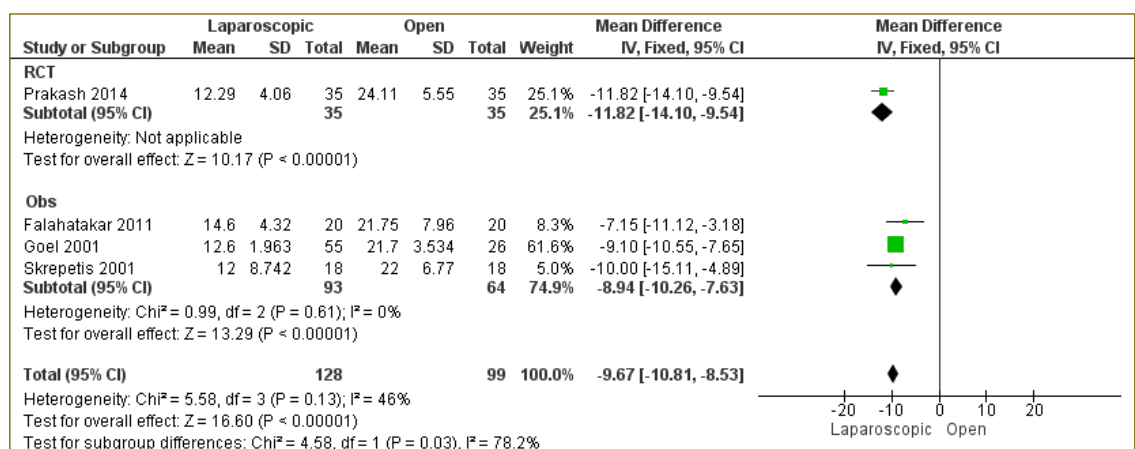 Laparoscopic Open Mean Difference Mean Difference
Study or Subgroup Mean SD Total Mean SD Total Weight IV, Fixed, 95% CI IV, Fixed, 95% CI
RCT
Prakash 2014 12.29 4.06 35 24.11 5.55 35 25.1% -11.82 [-14.10, -9.54]
Subtotal (95% CI) 35 35 25.1% -11.82 [-14.10, -9.54]
Heterogeneity: Not applicable
Test for overall effect: Z = 10.17 (P < 0.00001)
Obs
Falahatakar 2011 14.6 4.32 20 21.75 7.96 20 8.3% -7.15 [-11.12, -3.18]
Goel 2001 12.6 1.963 55 21.7 3.534 26 61.6% -9.10 [-10.55, -7.65]
Skrepetis 2001 12 8.742 18 22 6.77 18 5.0% -10.00 [-15.11, -4.89]
Subtotal (95% CI) 93 64 74.9% -8.94 [-10.26, -7.63]
Heterogeneity: Chi² = 0.99, df = 2 (P = 0.61); I² = 0%
Test for overall effect: Z = 13.29 (P < 0.00001)
Total (95% CI) 128 99 100.0% -9.67 [-10.81, -8.53]
Heterogeneity: Chi² = 5.58, df = 3 (P = 0.13); I² = 46%
Test for overall effect: Z = 16.60 (P < 0.00001)
Test for subgroup differences: Chi² = 4.58, df = 1 (P = 0.03), I² = 78.2%
-20 -10 0 10 20
Laparoscopic Open